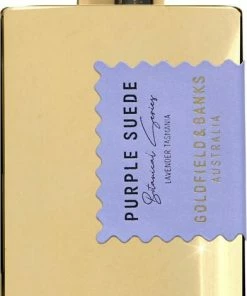 PURPLE SUEDE
Botanical Series
LAVENDER TASMANIA
GOLDFIELD & BANKS
AUSTRALIA